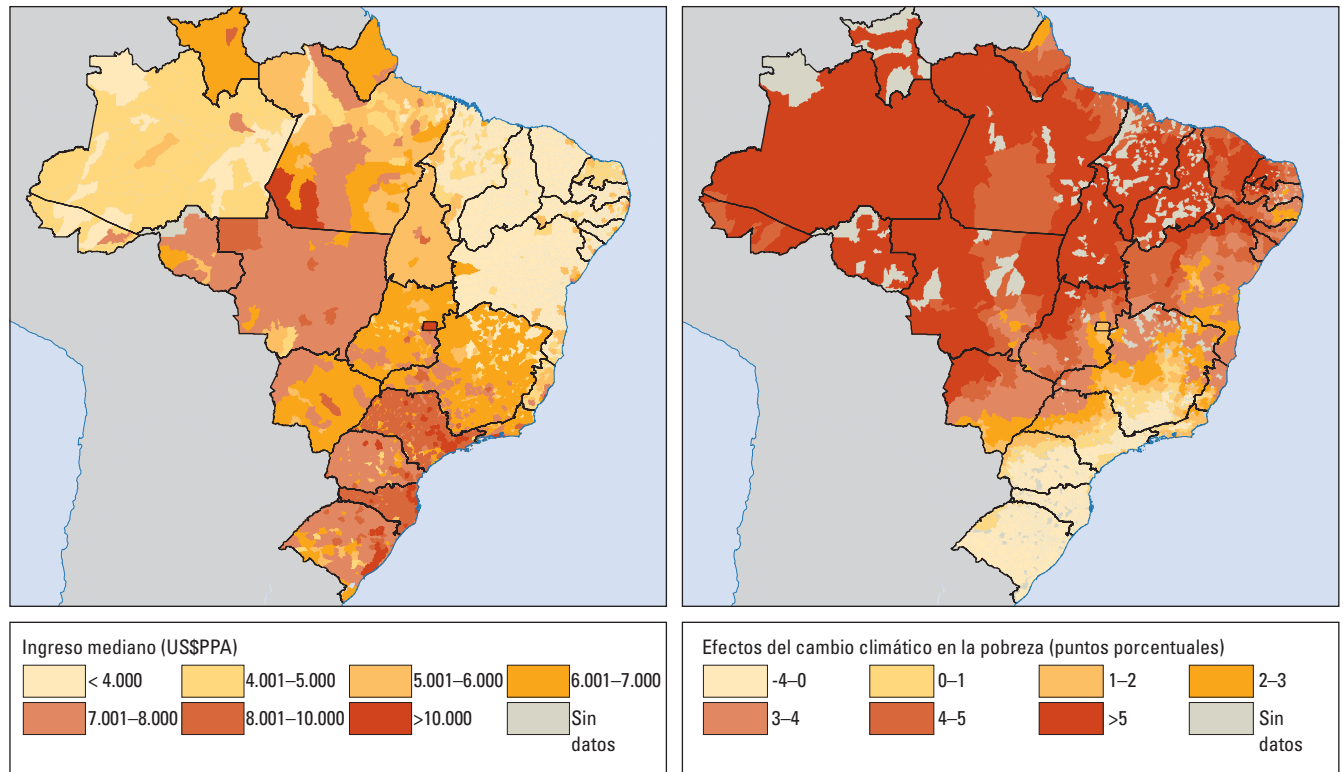 Ingreso mediano (US$PPA)
< 4.000 4.001–5.000 5.001–6.000 6.001–7.000
7.001–8.000 8.001–10.000 >10.000 Sin
datos
Efectos del cambio climático en la pobreza (puntos porcentuales)
-4–0 0–1 1–2 2–3
3–4 4–5 >5 Sin
datos